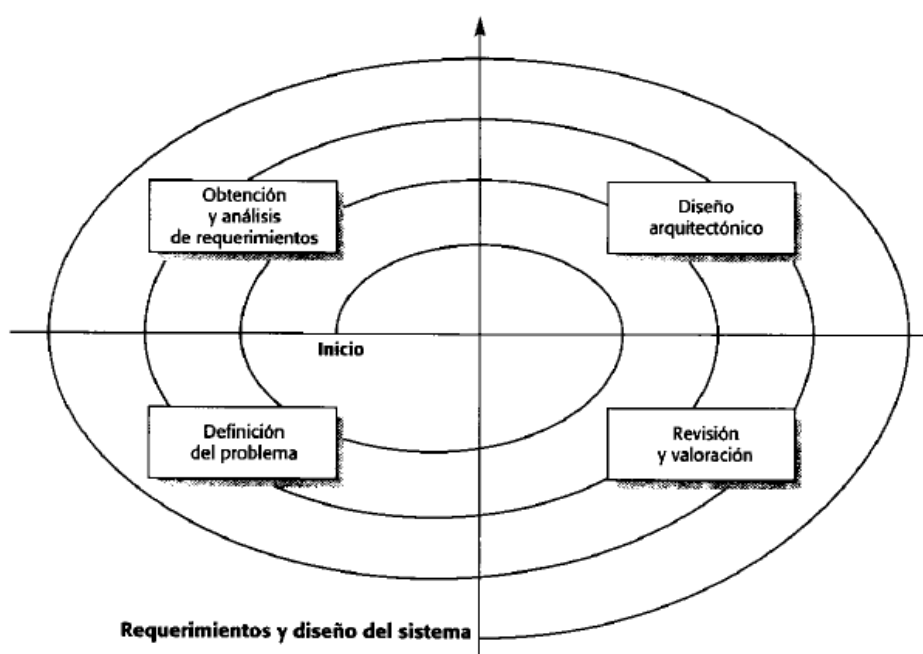 Obtención
y análisis
de requerimientos
Diseño
arquitectónico
Inicio
Definición
del problema
Revisión
y valoración
Requerimientos y diseño del sistema